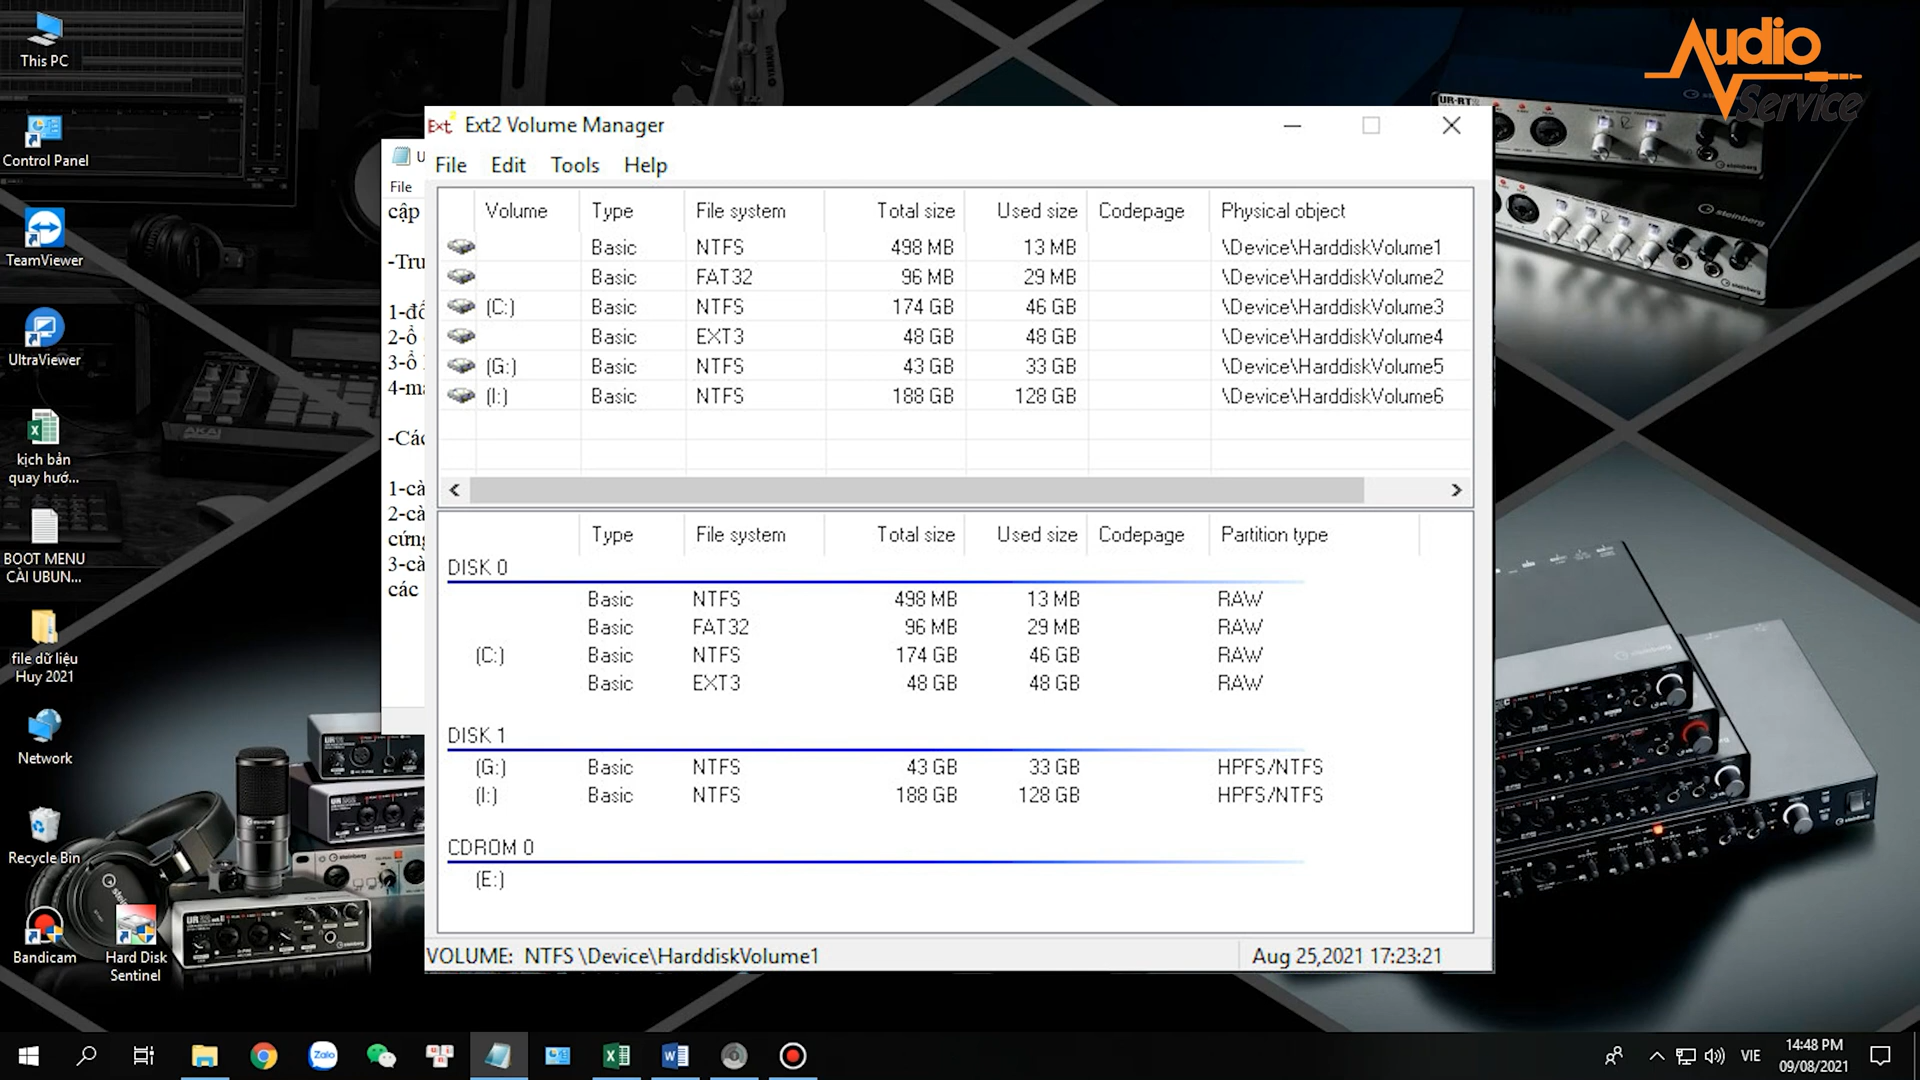 This PC
Control Panel
TeamViewer
UltraViewer
kịch bản
quay hướ...
BOOT MENU
CÀI UBUN...
file dữ liệu
Huy 2021
Network
Recycle Bin
Bandicam
Hard Disk
Sentinel
Audio
Service
File
cập
-Tru
2-ổ
3-ổ
-Các
cứng
các
Ext2 Volume Manager
File Edit Tools Help
Volume Type File system Total size Used size Codepage Physical object
Basic NTFS 498 MB 13 MB \Device\HarddiskVolume1
Basic FAT32 96 MB 29 MB \Device\HarddiskVolume2
(C:) Basic NTFS 174 GB 46 GB \Device\HarddiskVolume3
Basic EXT3 48 GB 48 GB \Device\HarddiskVolume4
(G:) Basic NTFS 43 GB 33 GB \Device\HarddiskVolume5
(I:) Basic NTFS 188 GB 128 GB \Device\HarddiskVolume6
Type File system Total size Used size Codepage Partition type
DISK 0
Basic NTFS 498 MB 13 MB RAW
Basic FAT32 96 MB 29 MB RAW
(C:) Basic NTFS 174 GB 46 GB RAW
Basic EXT3 48 GB 48 GB RAW
DISK 1
(G:) Basic NTFS 43 GB 33 GB HPFS/NTFS
(I:) Basic NTFS 188 GB 128 GB HPFS/NTFS
CDROM 0
(E:)
VOLUME: NTFS \Device\HarddiskVolume1 Aug 25,2021 17:23:21
VIE
14:48 PM
09/08/2021